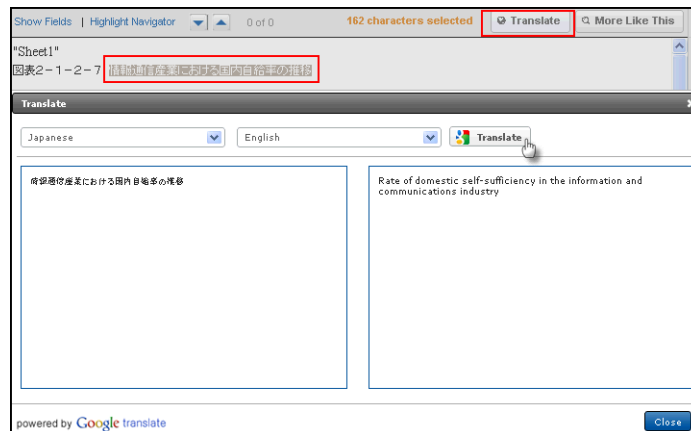 Show Fields | Highlight Navigator 0 of 0 162 characters selected Translate More Like This
"Sheet1"
図表2-1-2-7 情報通信産業における国内自給率の推移
Translate
Japanese English Translate
情報通信産業における国内自給率の推移 Rate of domestic self-sufficiency in the information and
communications industry
powered by Google translate Close